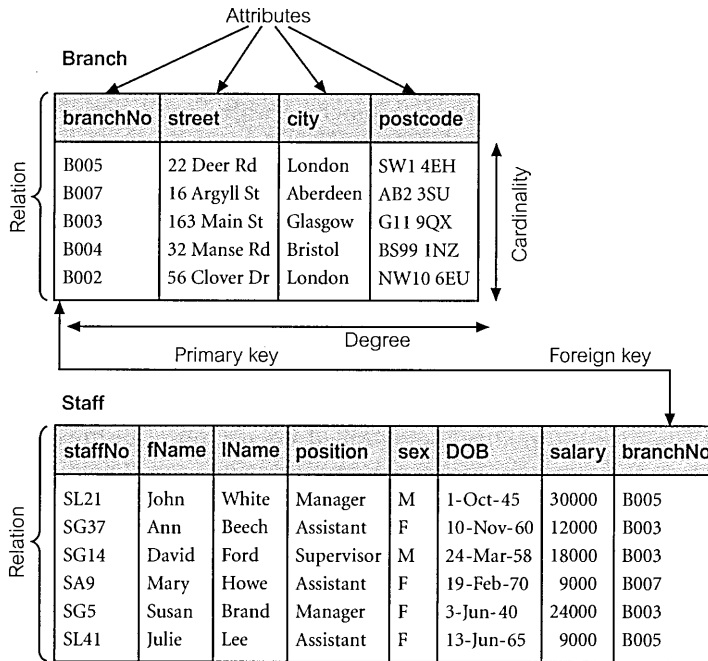 Attributes
Branch
branchNo street city postcode
B005 22 Deer Rd London SW1 4EH
B007 16 Argyll St Aberdeen AB2 3SU
B003 163 Main St Glasgow G11 9QX
B004 32 Manse Rd Bristol BS99 1NZ
B002 56 Clover Dr London NW10 6EU
Relation
Cardinality
Degree
Primary key Foreign key
Staff
staffNo fName lName position sex DOB salary branchNo
SL21 John White Manager M 1-Oct-45 30000 B005
SG37 Ann Beech Assistant F 10-Nov-60 12000 B003
SG14 David Ford Supervisor M 24-Mar-58 18000 B003
SA9 Mary Howe Assistant F 19-Feb-70 9000 B007
SG5 Susan Brand Manager F 3-Jun-40 24000 B003
SL41 Julie Lee Assistant F 13-Jun-65 9000 B005
Relation